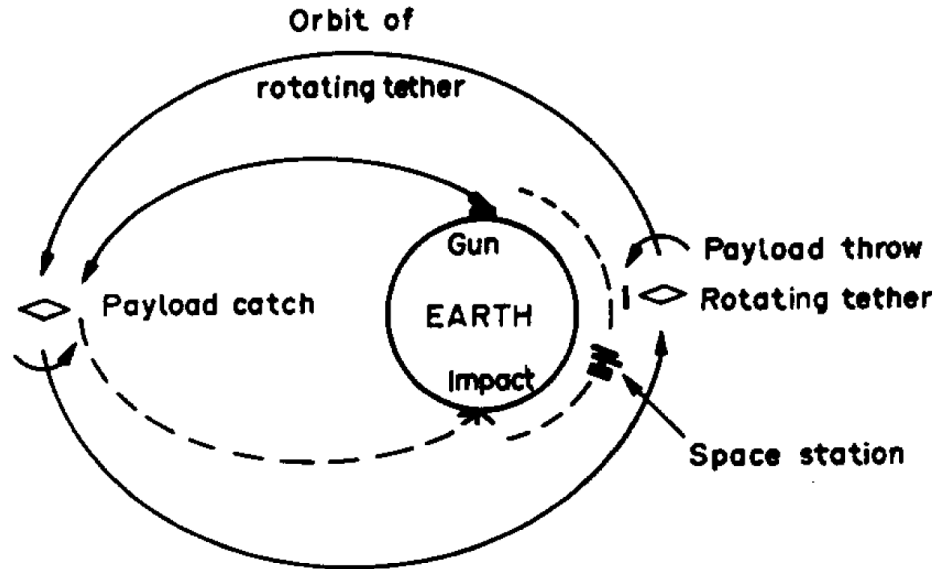 Orbit of
rotating tether
Gun
Payload throw
Payload catch
EARTH
Rotating tether
Impact
Space station